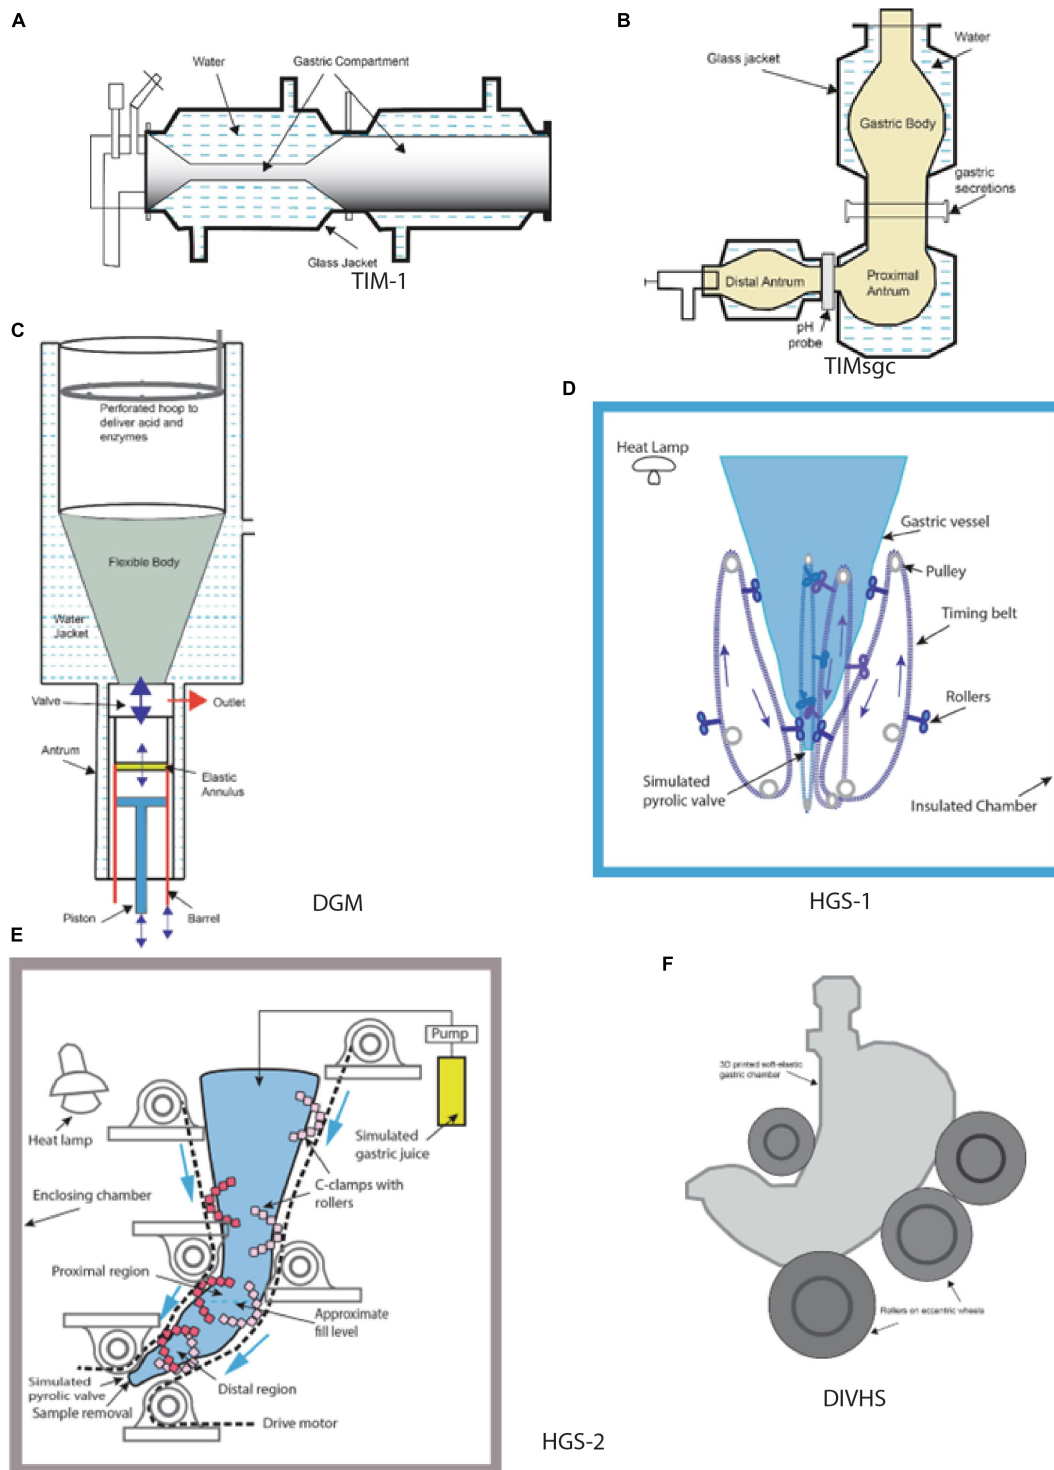 A
Water
Gastric Compartment
Glass Jacket
TIM-1
B
Water
Glass jacket
Gastric Body
gastric
secretions
Distal Antrum
Proximal
Antrum
pH
probe
TIMsgc
C
Perforated hoop to
deliver acid and
enzymes
Flexible Body
Water
Jacket
Valve
Outlet
Antrum
Elastic
Annulus
Piston
Barrel
DGM
D
Heat Lamp
Gastric vessel
Pulley
Timing belt
Rollers
Simulated
pyrolic valve
Insulated Chamber
HGS-1
E
Pump
Heat lamp
Simulated
gastric juice
C-clamps with
rollers
Enclosing chamber
Proximal region
Approximate
fill level
Simulated
pyrolic valve
Sample removal
Distal region
Drive motor
HGS-2
F
3D printed soft-elastic
gastric chamber
Rollers on eccentric wheels
DIVHS